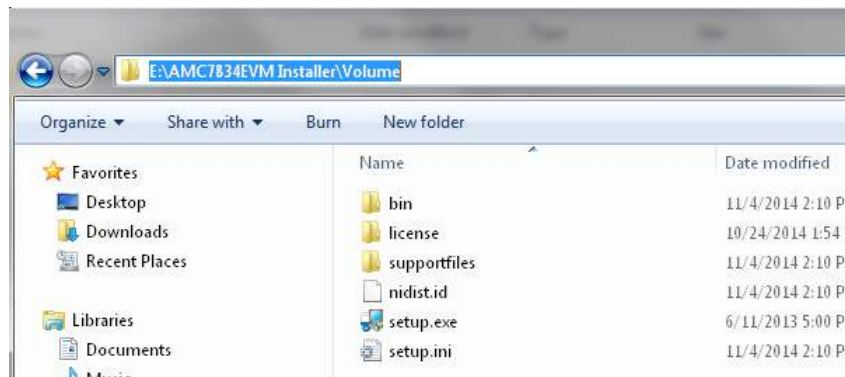 E:\AMC7834EVM Installer\Volume
Organize Share with Burn New folder
Name Date modified
Favorites
Desktop
Downloads
Recent Places
Libraries
Documents
bin 11/4/2014 2:10 P
license 10/24/2014 1:54
supportfiles 11/4/2014 2:10 P
nidist.id 11/4/2014 2:10 P
setup.exe 6/11/2013 5:00 P
setup.ini 11/4/2014 2:10 P